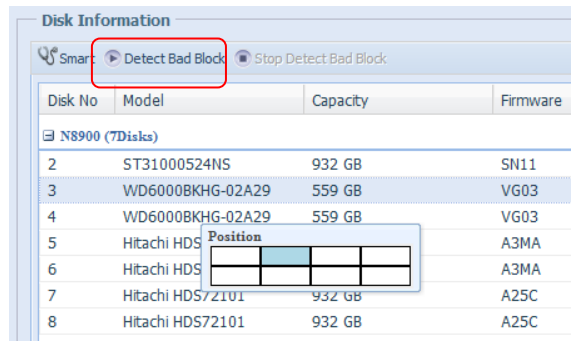 Disk Information
Smart Detect Bad Block Stop Detect Bad Block
Disk No Model Capacity Firmware
N8900 (7Disks)
2 ST31000524NS 932 GB SN11
3 WD6000BKHG-02A29 559 GB VG03
4 WD6000BKHG-02A29 559 GB VG03
5 Hitachi HDS A3MA
Position
6 Hitachi HDS A3MA
7 Hitachi HDS72101 932 GB A25C
8 Hitachi HDS72101 932 GB A25C